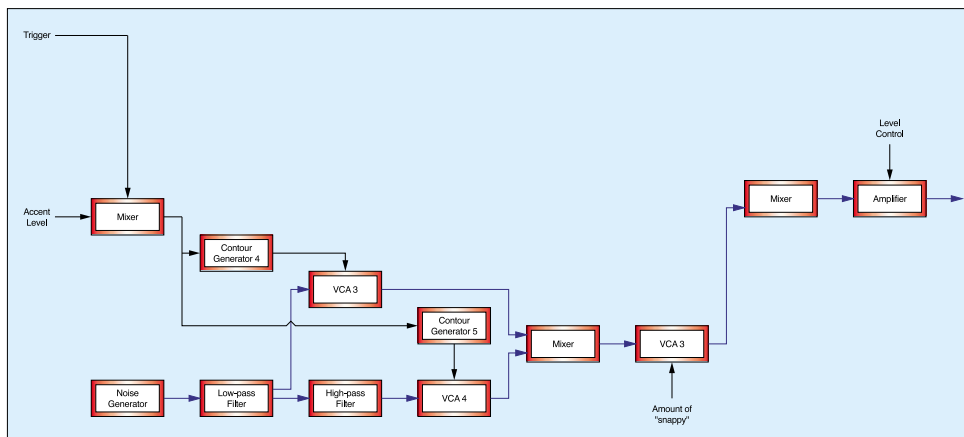 Trigger
Level
Control
Accent
Level
Mixer
Mixer
Amplifier
Contour
Generator 4
VCA 3
Contour
Generator 5
Mixer
VCA 3
Noise
Generator
Low-pass
Filter
High-pass
Filter
VCA 4
Amount of
"snappy"